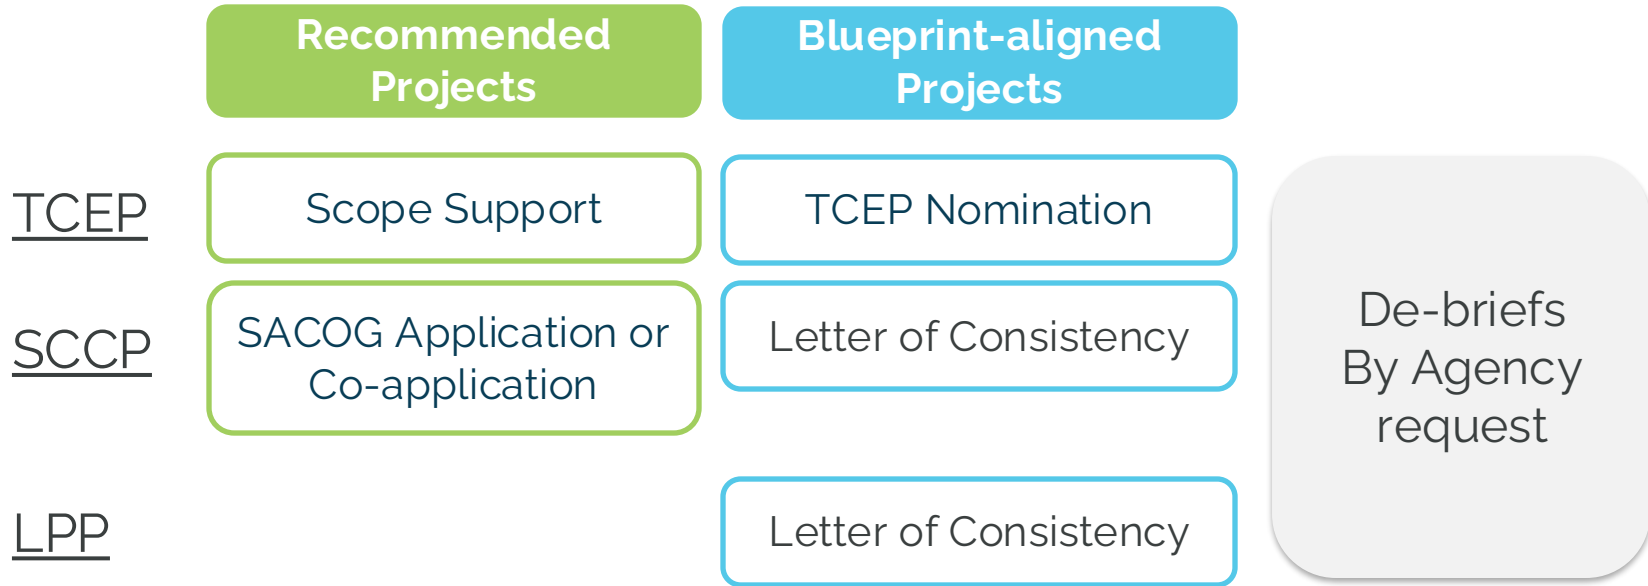 Recommended
Projects
Blueprint-aligned
Projects
TCEP
Scope Support
TCEP Nomination
SCCP
SACOG Application or
Co-application
Letter of Consistency
LPP
Letter of Consistency
De-briefs
By Agency
request